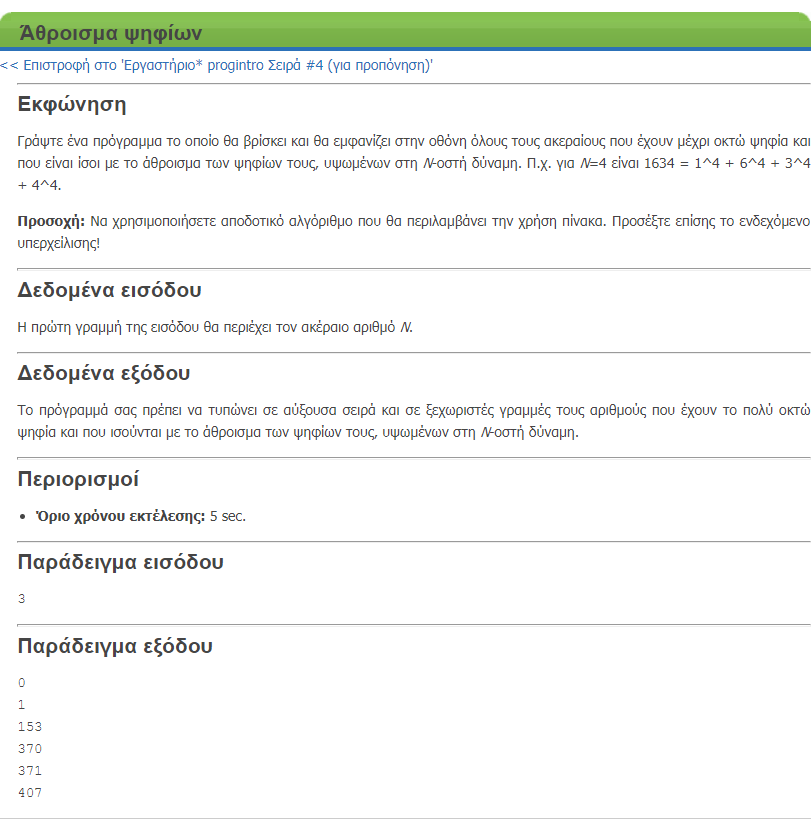 Άθροισμα ψηφίων
<< Επιστροφή στο 'Εργαστήριο* progintro Σειρά #4 (για προπόνηση)'
Εκφώνηση
Γράψτε ένα πρόγραμμα το οποίο θα βρίσκει και θα εμφανίζει στην οθόνη όλους τους ακεραίους που έχουν μέχρι οκτώ ψηφία και
που είναι ίσοι με το άθροισμα των ψηφίων τους, υψωμένων στη N-οστή δύναμη. Π.χ. για N=4 είναι 1634 = 1^4 + 6^4 + 3^4
+ 4^4.
Προσοχή: Να χρησιμοποιήσετε αποδοτικό αλγόριθμο που θα περιλαμβάνει την χρήση πίνακα. Προσέξτε επίσης το ενδεχόμενο
υπερχείλισης!
Δεδομένα εισόδου
Η πρώτη γραμμή της εισόδου θα περιέχει τον ακέραιο αριθμό N.
Δεδομένα εξόδου
Το πρόγραμμά σας πρέπει να τυπώνει σε αύξουσα σειρά και σε ξεχωριστές γραμμές τους αριθμούς που έχουν το πολύ οκτώ
ψηφία και που ισούνται με το άθροισμα των ψηφίων τους, υψωμένων στη N-οστή δύναμη.
Περιορισμοί
• Όριο χρόνου εκτέλεσης: 5 sec.
Παράδειγμα εισόδου
3
Παράδειγμα εξόδου
0
1
153
370
371
407